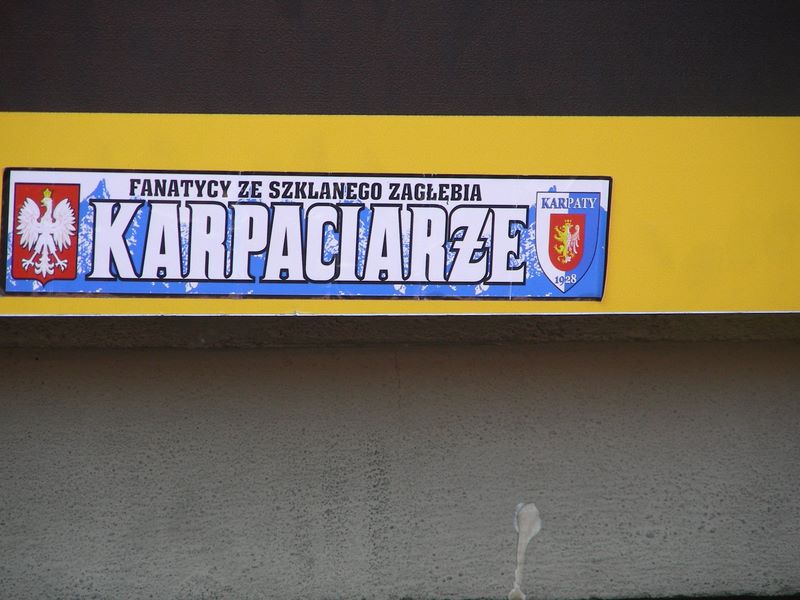 FANATYCY ZE SZKLANEGO ZAGŁĘBIA
KARPACIARZE
KARPATY
1928